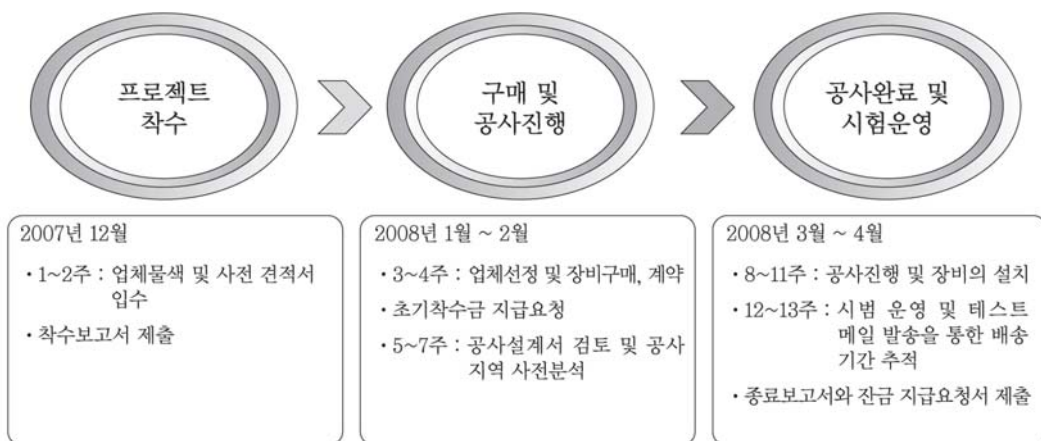 프로젝트
착수
구매 및
공사진행
공사완료 및
시험운영
2007년 12월
・1~2주 : 업체물색 및 사전 견적서
입수
・착수보고서 제출
2008년 1월 ~ 2월
・3~4주 : 업체선정 및 장비구매, 계약
・초기착수금 지급요청
・5~7주 : 공사설계서 검토 및 공사
지역 사전분석
2008년 3월 ~ 4월
・8~11주 : 공사진행 및 장비의 설치
・12~13주 : 시범 운영 및 테스트
메일 발송을 통한 배송
기간 추적
・종료보고서와 잔금 지급요청서 제출